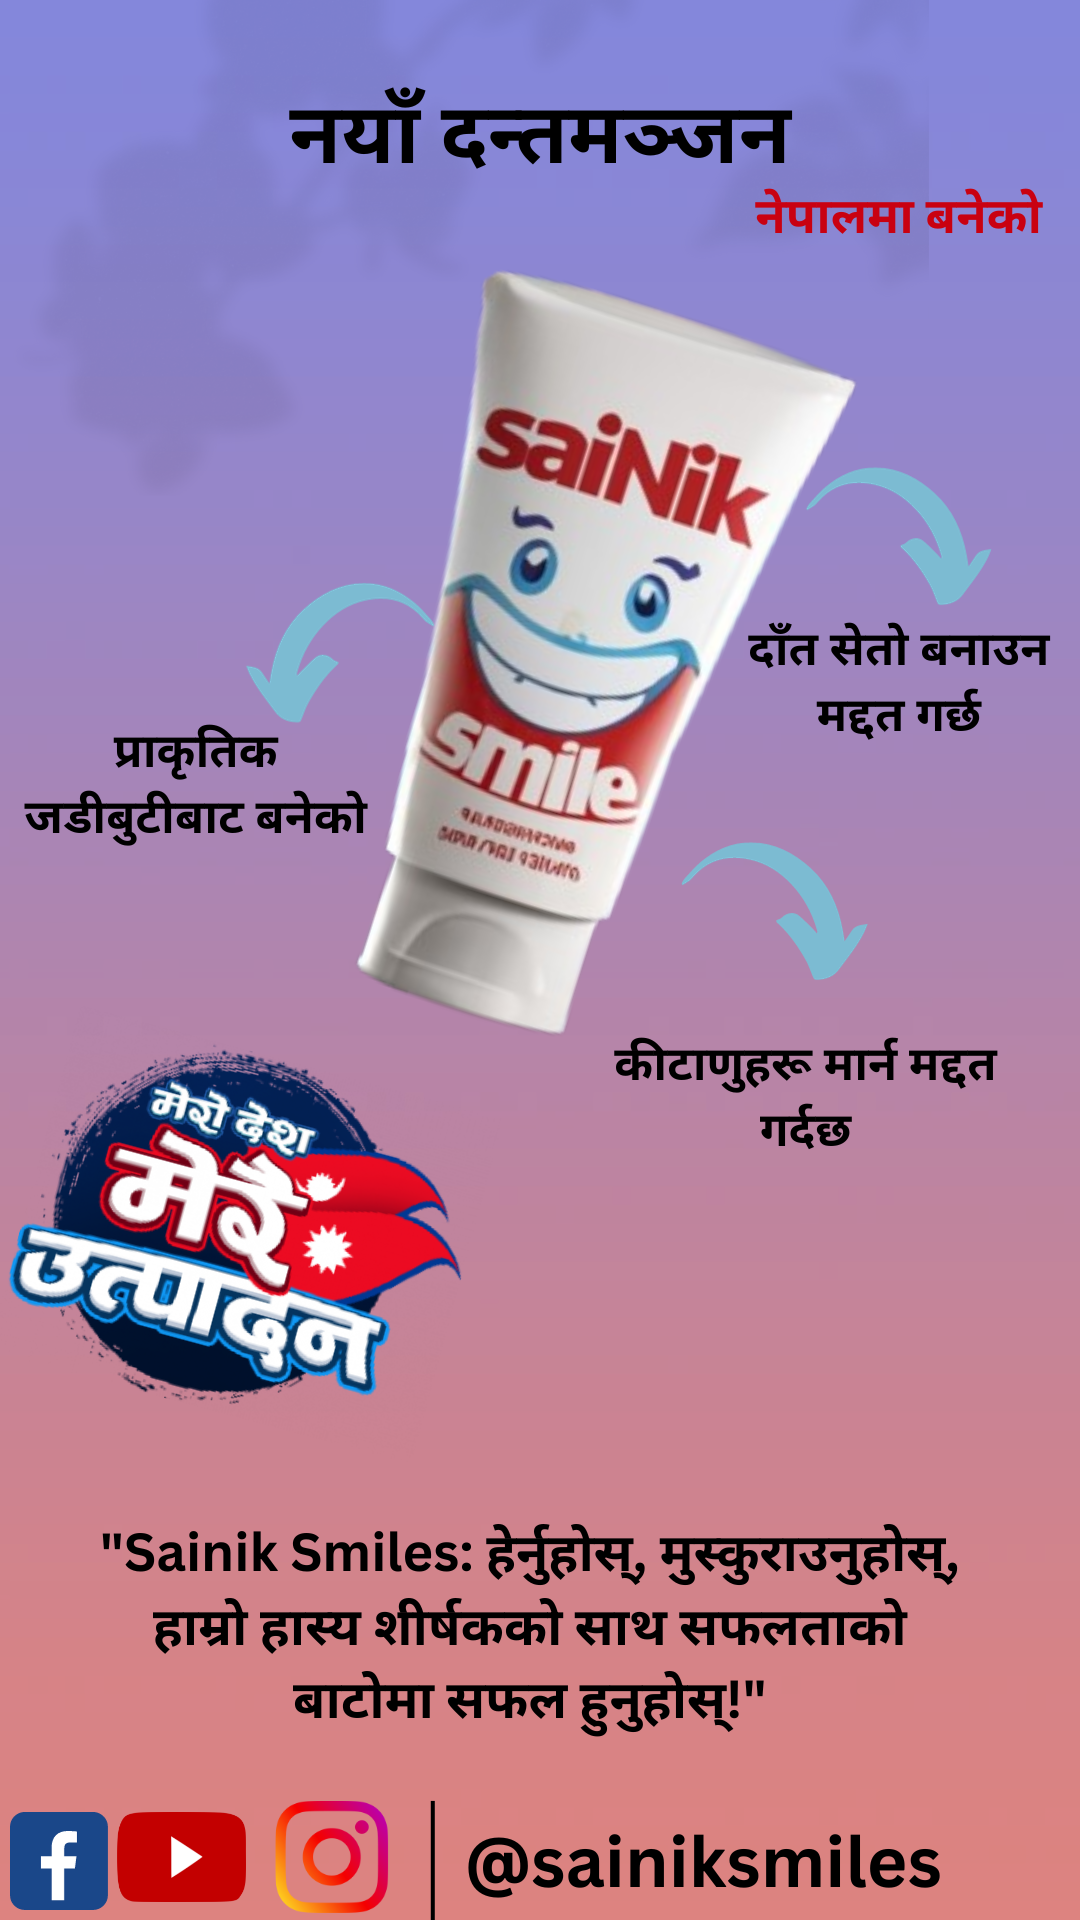 नयाँ दन्तमञ्जन
नेपालमा बनेको
saiNik
smile
दाँत सेतो बनाउन
मद्दत गर्छ
प्राकृतिक
जडीबुटीबाट बनेको
कीटाणुहरू मार्न मद्दत
गर्दछ
मेरो देश
मेरै
उत्पादन
"Sainik Smiles: हेर्नुहोस्, मुस्कुराउनुहोस्,
हाम्रो हास्य शीर्षकको साथ सफलताको
बाटोमा सफल हुनुहोस्!"
@sainiksmiles